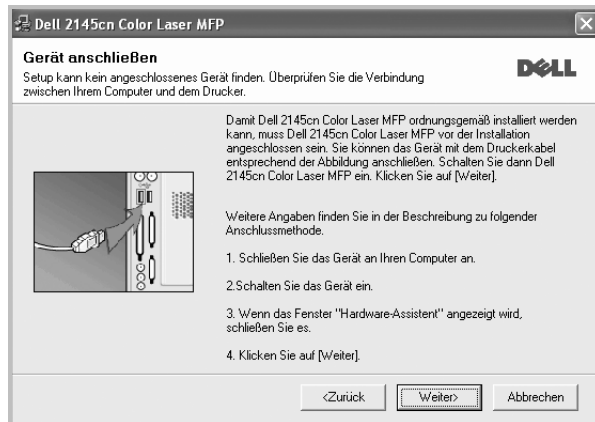 Dell 2145cn Color Laser MFP
Gerät anschließen
Setup kann kein angeschlossenes Gerät finden. Überprüfen Sie die Verbindung
zwischen Ihrem Computer und dem Drucker.
DELL
Damit Dell 2145cn Color Laser MFP ordnungsgemäß installiert werden
kann, muss Dell 2145cn Color Laser MFP vor der Installation
angeschlossen sein. Sie können das Gerät mit dem Druckerkabel
entsprechend der Abbildung anschließen. Schalten Sie dann Dell
2145cn Color Laser MFP ein. Klicken Sie auf [Weiter].
Weitere Angaben finden Sie in der Beschreibung zu folgender
Anschlussmethode.
1. Schließen Sie das Gerät an Ihren Computer an.
2.Schalten Sie das Gerät ein.
3. Wenn das Fenster "Hardware-Assistent" angezeigt wird,
schließen Sie es.
4. Klicken Sie auf [Weiter].
<Zurück
Weiter>
Abbrechen